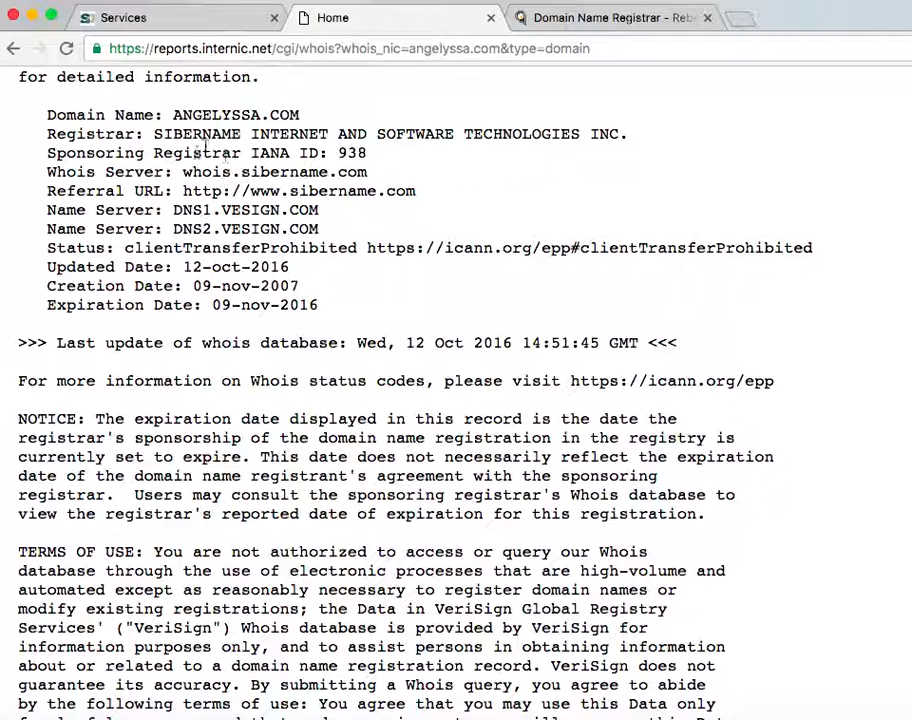 Services
Home
Domain Name Registrar - Reb
https://reports.internic.net/cgi/whois?whois_nic=angelyssa.com&type=domain
for detailed information.
Domain Name: ANGELYSSA.COM
Registrar: SIBERNAME INTERNET AND SOFTWARE TECHNOLOGIES INC.
Sponsoring Registrar IANA ID: 938
Whois Server: whois.sibername.com
Referral URL: http://www.sibername.com
Name Server: DNS1.VESIGN.COM
Name Server: DNS2.VESIGN.COM
Status: clientTransferProhibited https://icann.org/epp#clientTransferProhibited
Updated Date: 12-oct-2016
Creation Date: 09-nov-2007
Expiration Date: 09-nov-2016
>>> Last update of whois database: Wed, 12 Oct 2016 14:51:45 GMT <<<
For more information on Whois status codes, please visit https://icann.org/epp
NOTICE: The expiration date displayed in this record is the date the
registrar's sponsorship of the domain name registration in the registry is
currently set to expire. This date does not necessarily reflect the expiration
date of the domain name registrant's agreement with the sponsoring
registrar.  Users may consult the sponsoring registrar's Whois database to
view the registrar's reported date of expiration for this registration.
TERMS OF USE: You are not authorized to access or query our Whois
database through the use of electronic processes that are high-volume and
automated except as reasonably necessary to register domain names or
modify existing registrations; the Data in VeriSign Global Registry
Services' ("VeriSign") Whois database is provided by VeriSign for
information purposes only, and to assist persons in obtaining information
about or related to a domain name registration record. VeriSign does not
guarantee its accuracy. By submitting a Whois query, you agree to abide
by the following terms of use: You agree that you may use this Data only